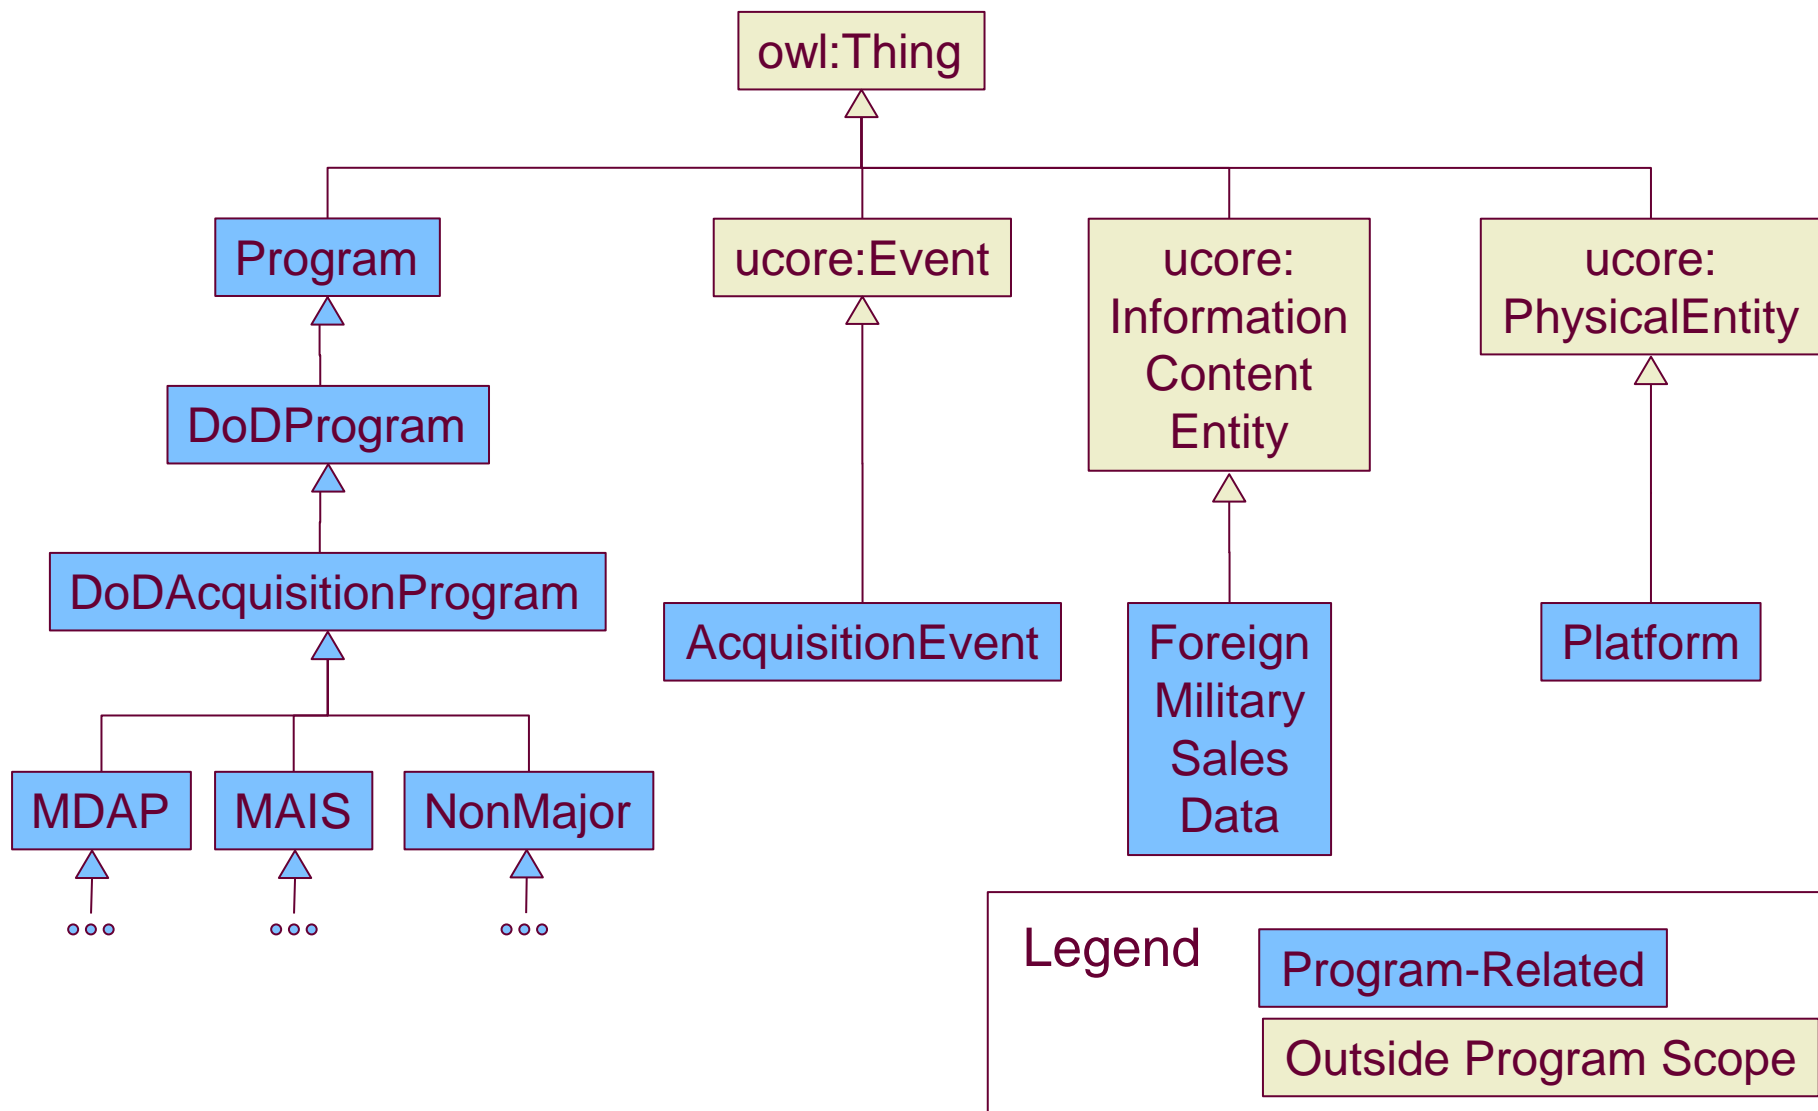 owl:Thing
Program
ucore:Event
ucore:
Information
Content
Entity
ucore:
PhysicalEntity
DoDProgram
DoDAcquisitionProgram
AcquisitionEvent
Foreign
Military
Sales
Data
Platform
MDAP
MAIS
NonMajor
Legend
Program-Related
Outside Program Scope